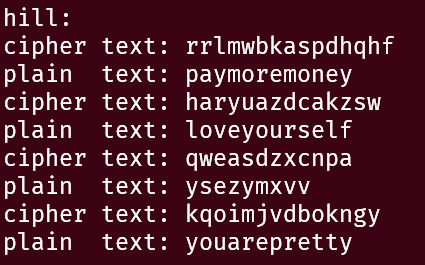 hill:
cipher text: rrlmwbkaspdhqhf
plain  text: paymoremoney
cipher text: haryuazdcakzsw
plain  text: loveyourself
cipher text: qweasdzxcnpa
plain  text: ysezymxvv
cipher text: kqoimjvdbokngy
plain  text: youarepretty